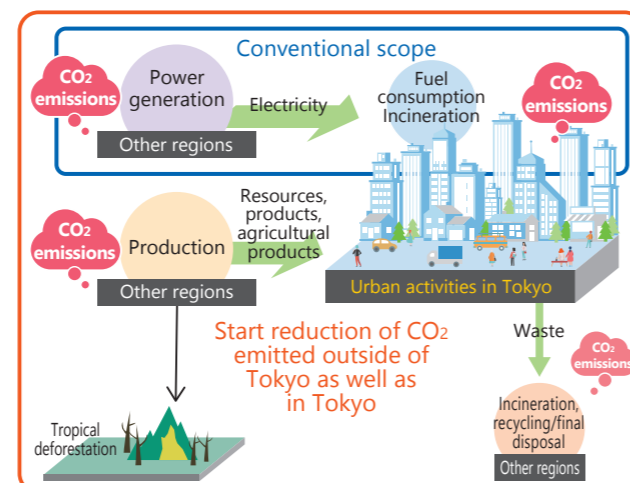 Conventional scope
CO2
emissions
Power
generation
Other regions
Electricity
Fuel
consumption
Incineration
CO2
emissions
CO2
emissions
Production
Other regions
Resources,
products,
agricultural
products
Urban activities in Tokyo
Start reduction of CO2
emitted outside of
Tokyo as well as
in Tokyo
Waste
CO2
emissions
Tropical
deforestation
Incineration,
recycling/final
disposal
Other regions